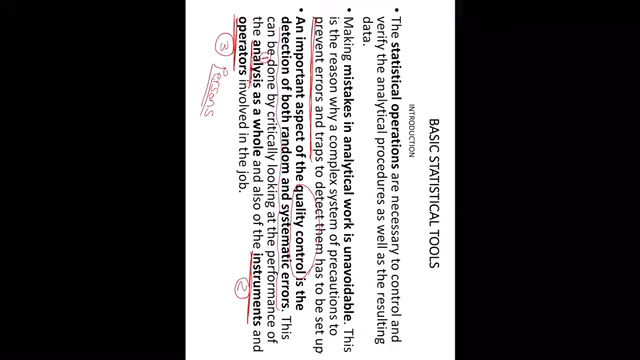 BASIC STATISTICAL TOOLS
INTRODUCTION
• The statistical operations are necessary to control and
verify the analytical procedures as well as the resulting
data.
• Making mistakes in analytical work is unavoidable. This
is the reason why a complex system of precautions to
prevent errors and traps to detect them has to be set up
• An important aspect of the quality control is the
detection of both random and systematic errors. This
can be done by critically looking at the performance of
the analysis as a whole and also of the instruments and
operators involved in the job.
①
②
③ Persons